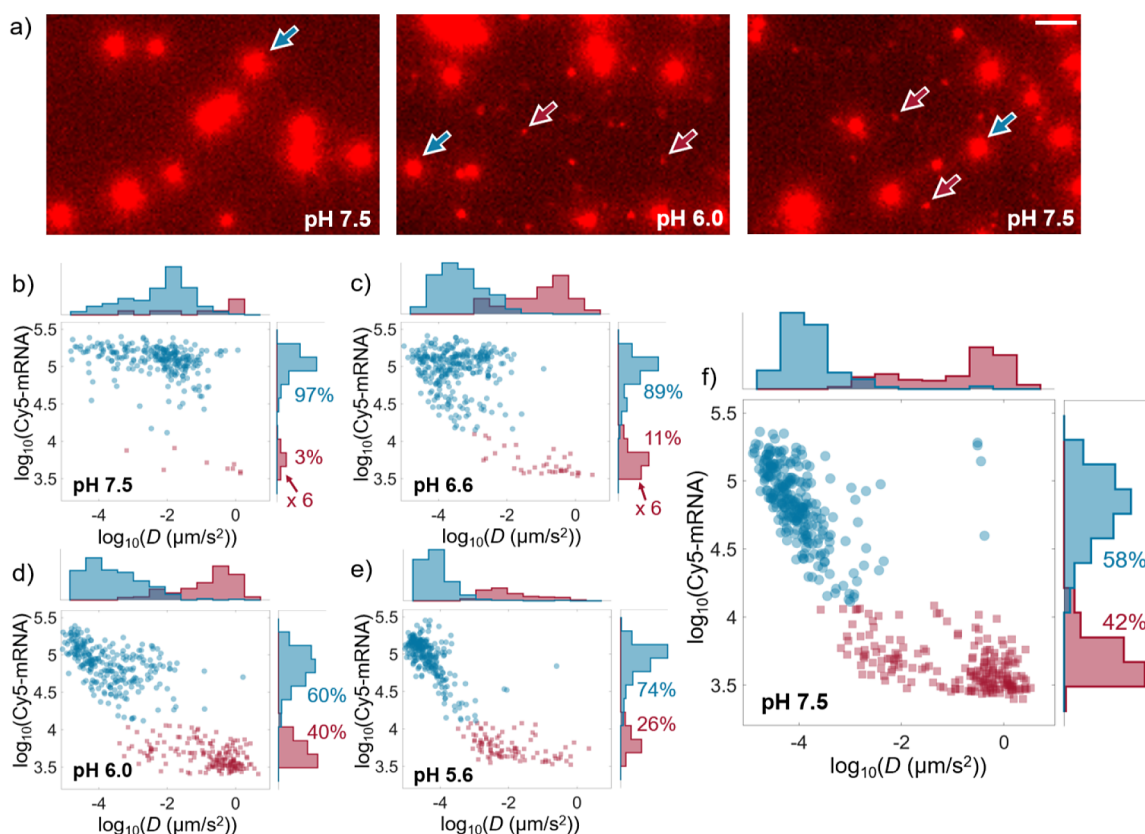 a)
pH 7.5
pH 6.0
pH 7.5
b)
log₁₀(Cy5-mRNA)
5.5
5
4.5
4
3.5
97%
3%
x 6
pH 7.5
-4
-2
0
log₁₀(D (µm/s²))
c)
log₁₀(Cy5-mRNA)
5.5
5
4.5
4
3.5
89%
11%
x 6
pH 6.6
-4
-2
0
log₁₀(D (µm/s²))
d)
log₁₀(Cy5-mRNA)
5.5
5
4.5
4
3.5
60%
40%
pH 6.0
-4
-2
0
log₁₀(D (µm/s²))
e)
log₁₀(Cy5-mRNA)
5.5
5
4.5
4
3.5
74%
26%
pH 5.6
-4
-2
0
log₁₀(D (µm/s²))
f)
log₁₀(Cy5-mRNA)
5.5
5
4.5
4
3.5
58%
42%
pH 7.5
-4
-2
0
log₁₀(D (µm/s²))